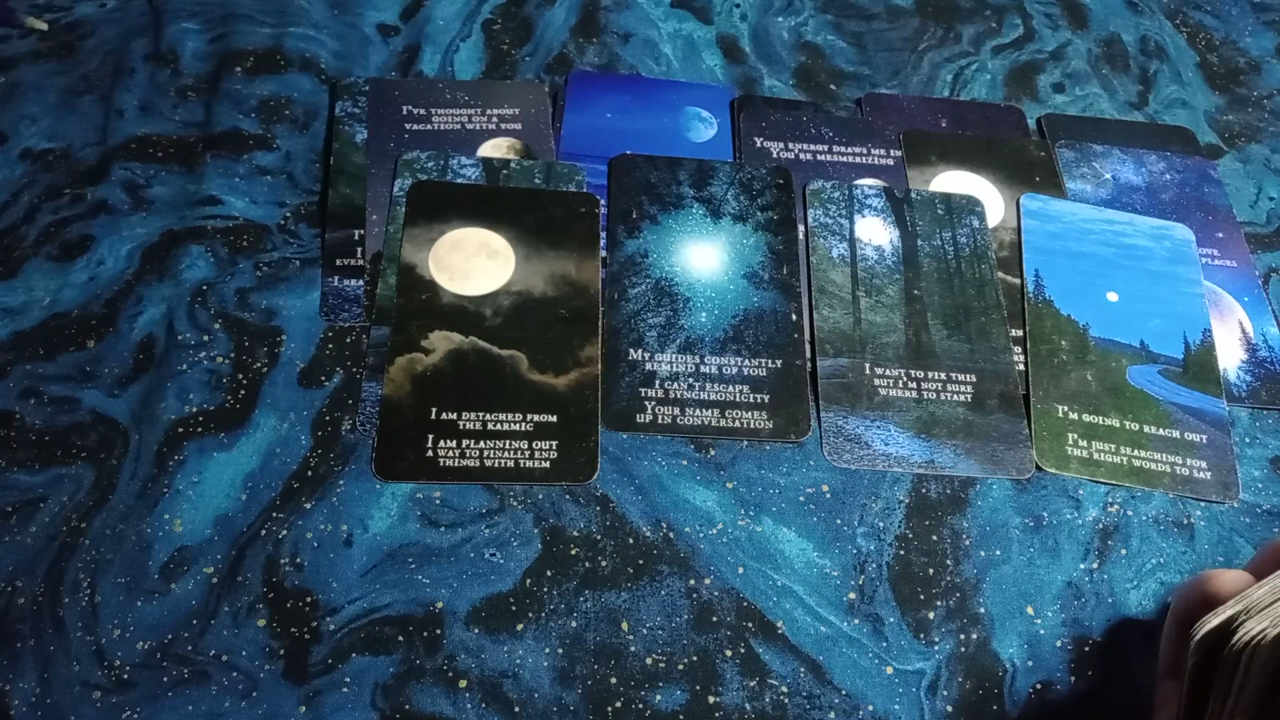 I've thought about
going on a
vacation with you
Your energy draws me in
You're mesmerizing
I am detached from
the karmic
I am planning out
a way to finally end
things with them
My guides constantly
remind me of you
I can't escape
the synchronicity
Your name comes
up in conversation
I want to fix this
but I'm not sure
where to start
I'm going to reach out
I'm just searching for
the right words to say